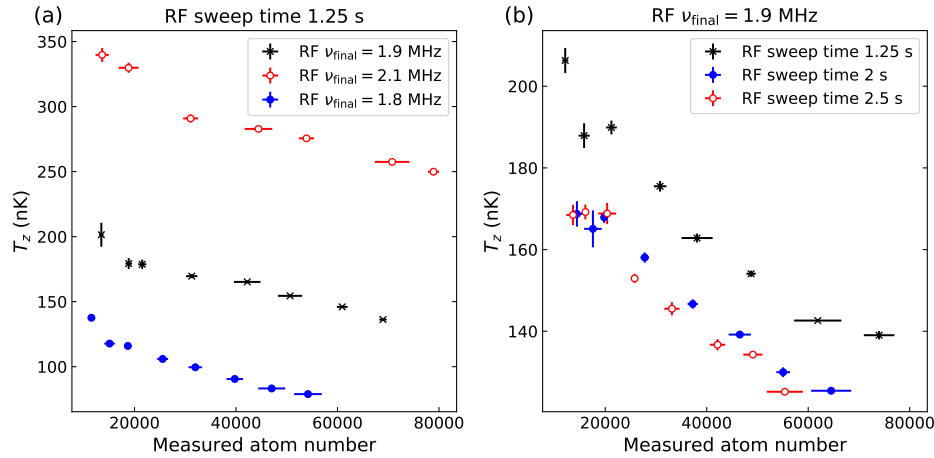 (a)
RF sweep time 1.25 s
350
300
250
200
150
100
T_z (nK)
RF ν_final = 1.9 MHz
RF ν_final = 2.1 MHz
RF ν_final = 1.8 MHz
20000 40000 60000 80000
Measured atom number
(b)
RF ν_final = 1.9 MHz
200
180
160
140
T_z (nK)
RF sweep time 1.25 s
RF sweep time 2 s
RF sweep time 2.5 s
20000 40000 60000 80000
Measured atom number